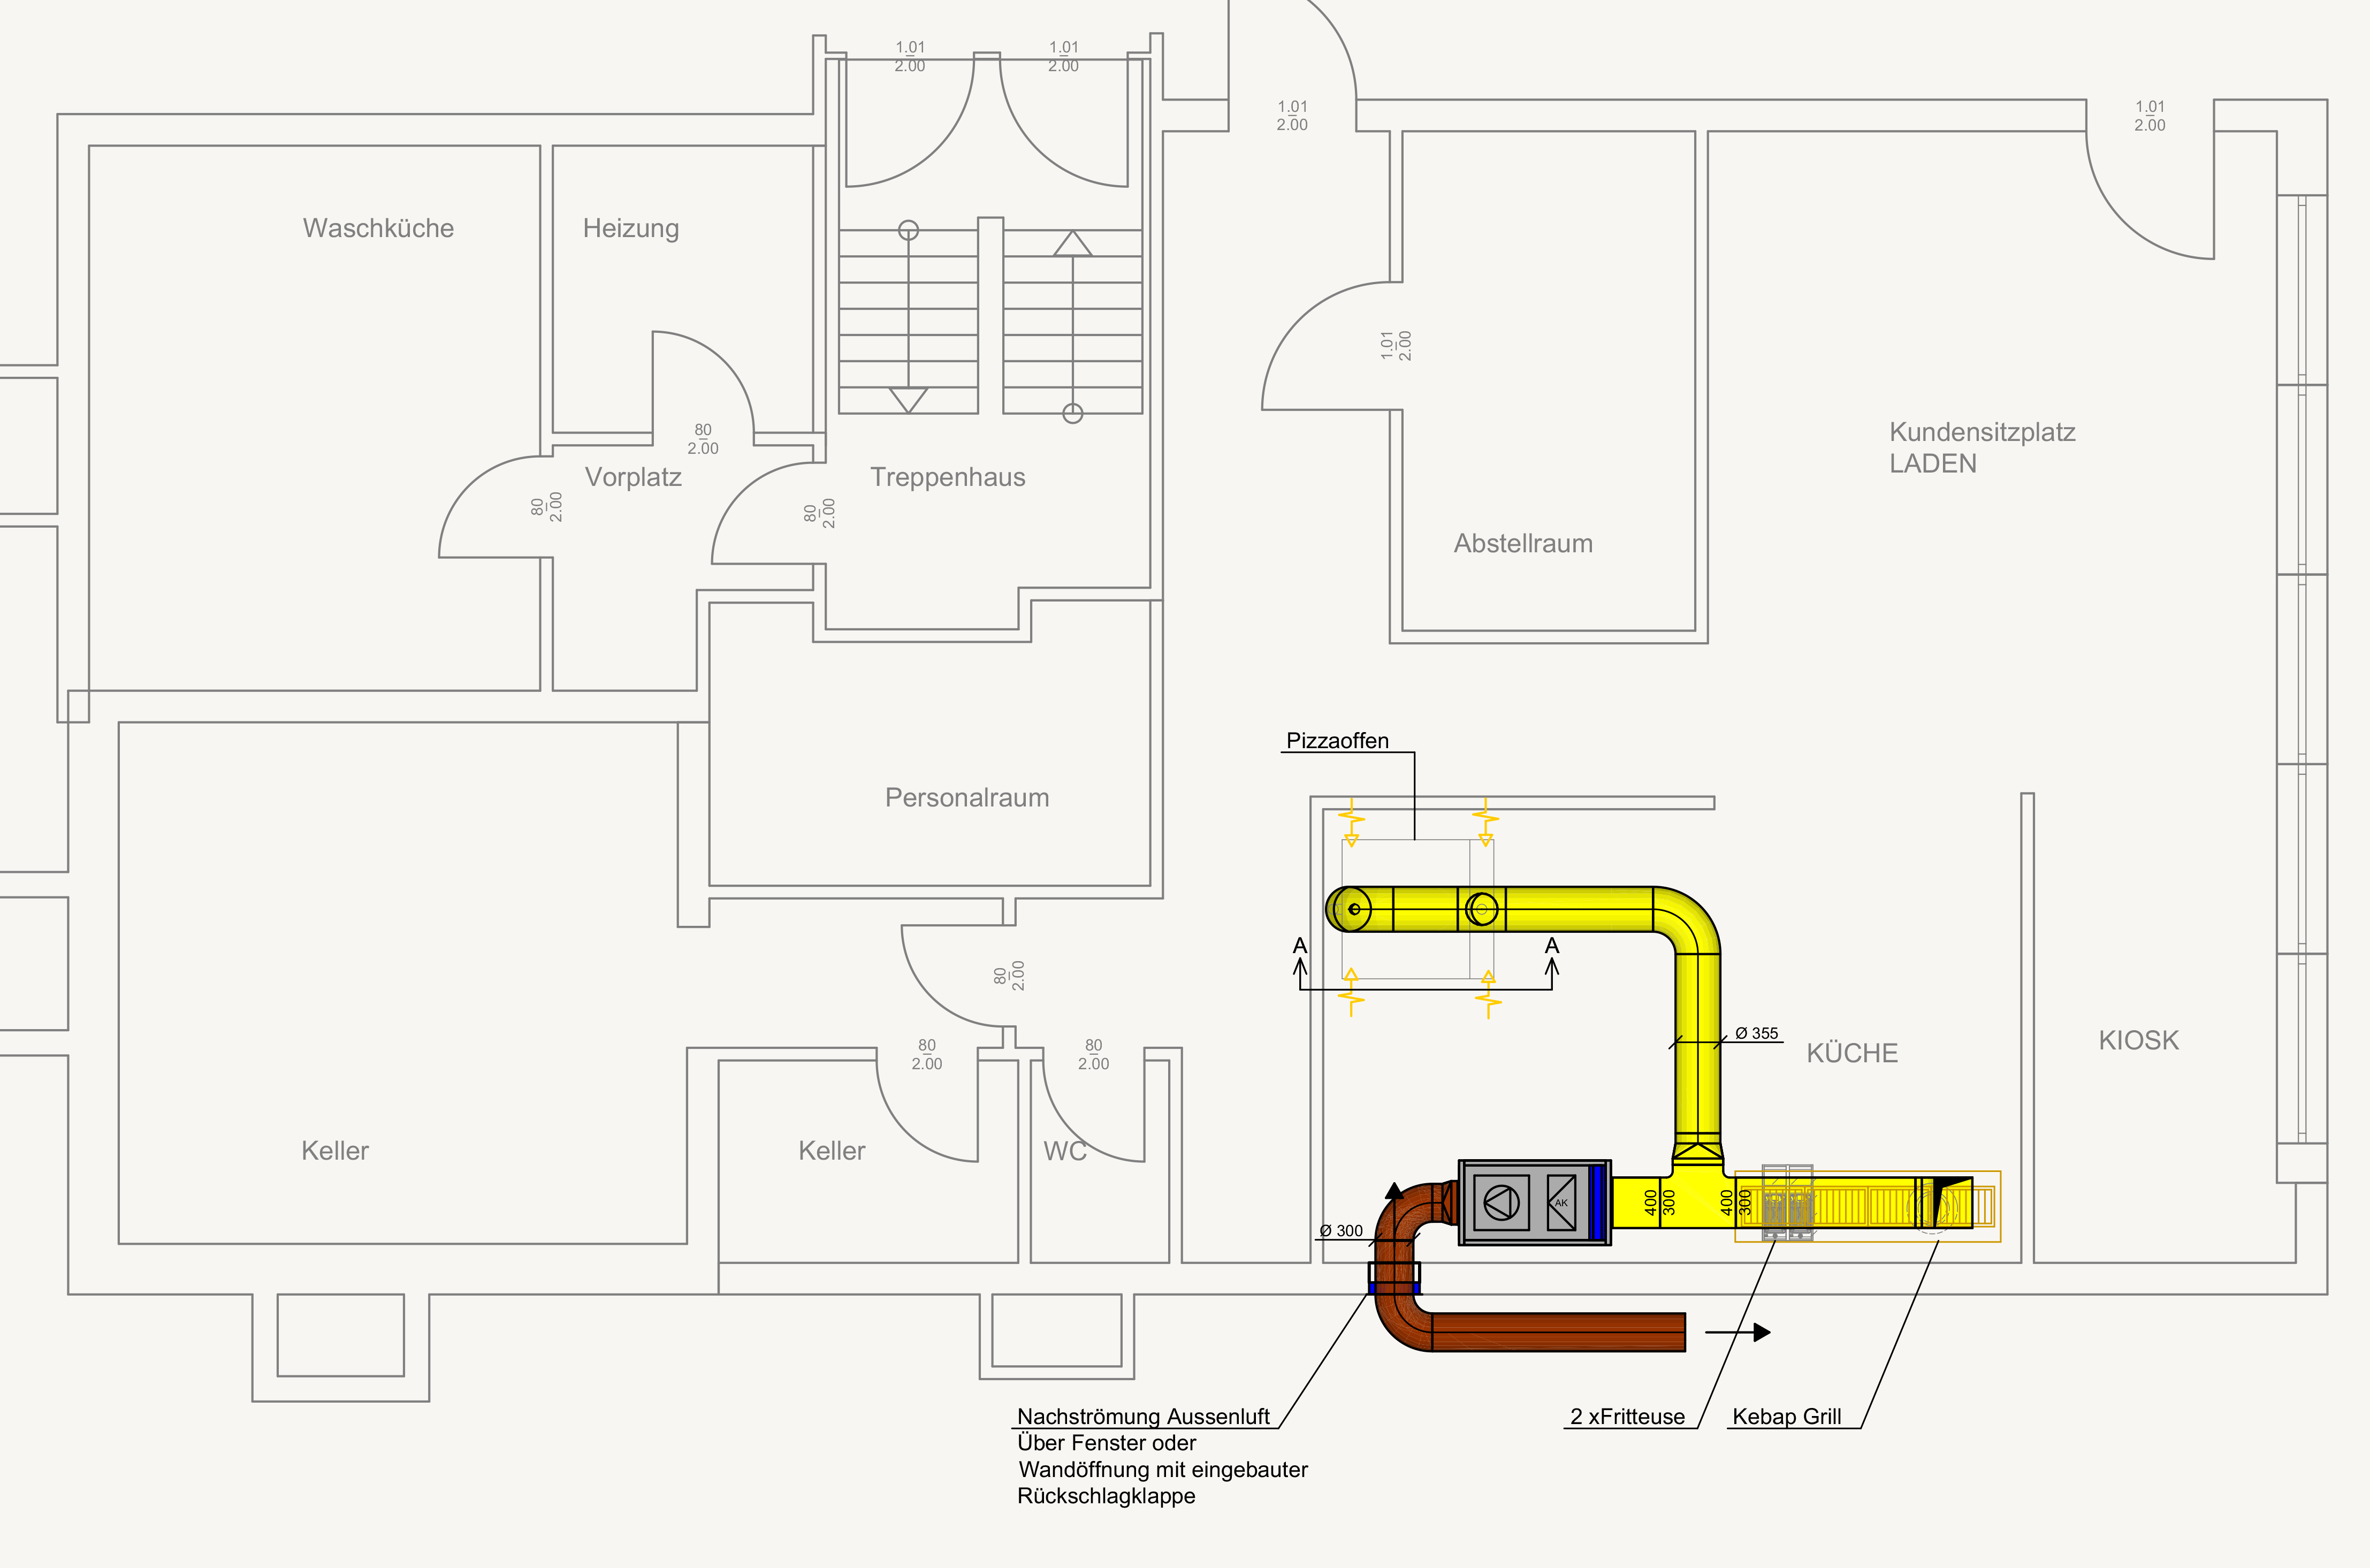 1.01
2.00
1.01
2.00
1.01
2.00
1.01
2.00
Waschküche
Heizung
1.01
2.00
80
2.00
Kundensitzplatz
LADEN
Vorplatz
Treppenhaus
80
2.00
80
2.00
Abstellraum
Pizzaoffen
Personalraum
A
A
80
2.00
Ø 355
KÜCHE
KIOSK
80
2.00
80
2.00
Keller
Keller
WC
400
300
400
300
AK
Ø 300
Nachströmung Aussenluft
Über Fenster oder
Wandöffnung mit eingebauter
Rückschlagklappe
2 xFritteuse
Kebap Grill